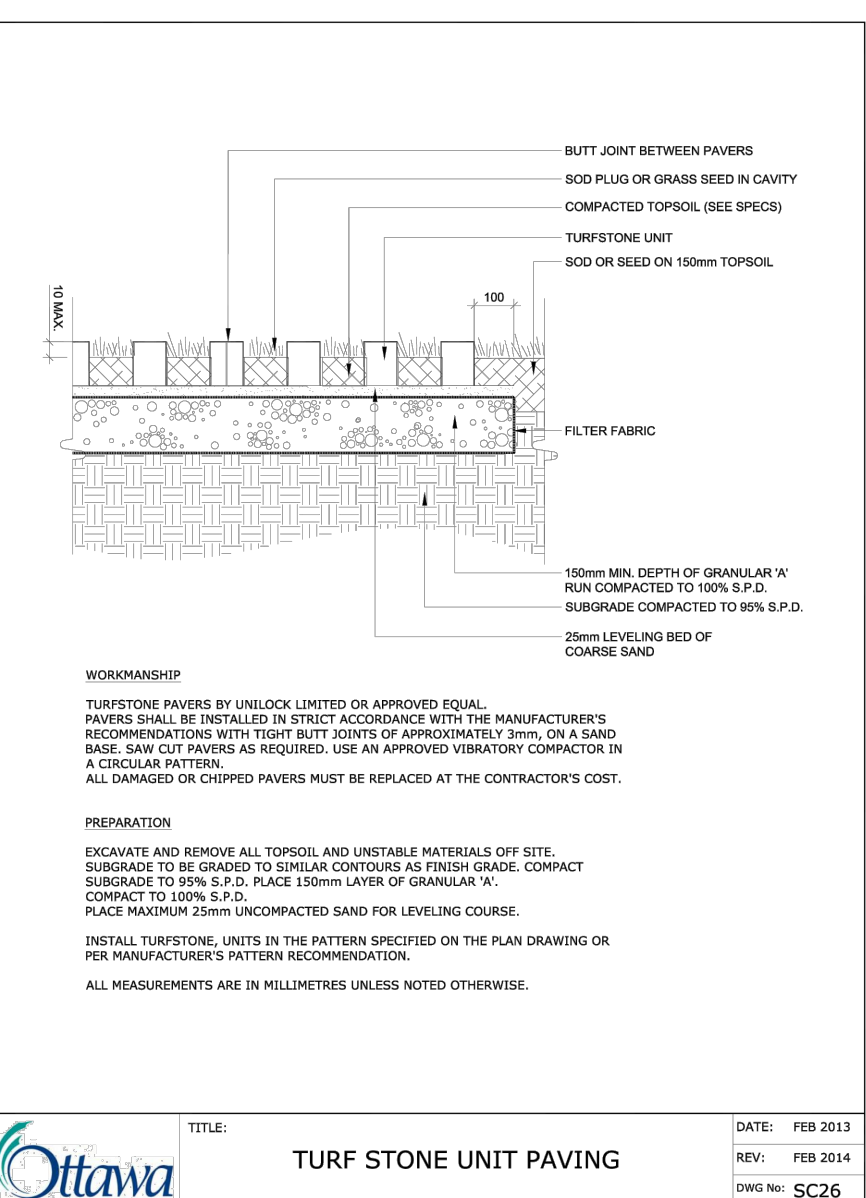 BUTT JOINT BETWEEN PAVERS
SOD PLUG OR GRASS SEED IN CAVITY
COMPACTED TOPSOIL (SEE SPECS)
TURFSTONE UNIT
SOD OR SEED ON 150mm TOPSOIL
10 MAX.
100
FILTER FABRIC
150mm MIN. DEPTH OF GRANULAR 'A'
RUN COMPACTED TO 100% S.P.D.
SUBGRADE COMPACTED TO 95% S.P.D.
25mm LEVELING BED OF
COARSE SAND
WORKMANSHIP
TURFSTONE PAVERS BY UNILOCK LIMITED OR APPROVED EQUAL.
PAVERS SHALL BE INSTALLED IN STRICT ACCORDANCE WITH THE MANUFACTURER'S
RECOMMENDATIONS WITH TIGHT BUTT JOINTS OF APPROXIMATELY 3mm, ON A SAND
BASE. SAW CUT PAVERS AS REQUIRED. USE AN APPROVED VIBRATORY COMPACTOR IN
A CIRCULAR PATTERN.
ALL DAMAGED OR CHIPPED PAVERS MUST BE REPLACED AT THE CONTRACTOR'S COST.
PREPARATION
EXCAVATE AND REMOVE ALL TOPSOIL AND UNSTABLE MATERIALS OFF SITE.
SUBGRADE TO BE GRADED TO SIMILAR CONTOURS AS FINISH GRADE. COMPACT
SUBGRADE TO 95% S.P.D. PLACE 150mm LAYER OF GRANULAR 'A'.
COMPACT TO 100% S.P.D.
PLACE MAXIMUM 25mm UNCOMPACTED SAND FOR LEVELING COURSE.
INSTALL TURFSTONE, UNITS IN THE PATTERN SPECIFIED ON THE PLAN DRAWING OR
PER MANUFACTURER'S PATTERN RECOMMENDATION.
ALL MEASUREMENTS ARE IN MILLIMETRES UNLESS NOTED OTHERWISE.
Ottawa
TITLE:
TURF STONE UNIT PAVING
DATE: FEB 2013
REV: FEB 2014
DWG No: SC26